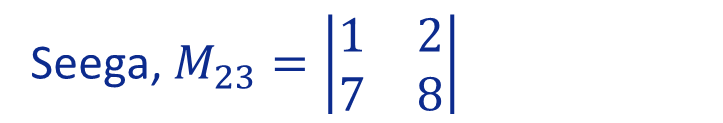 Seega, M₂₃ = |1 2|
|7 8|